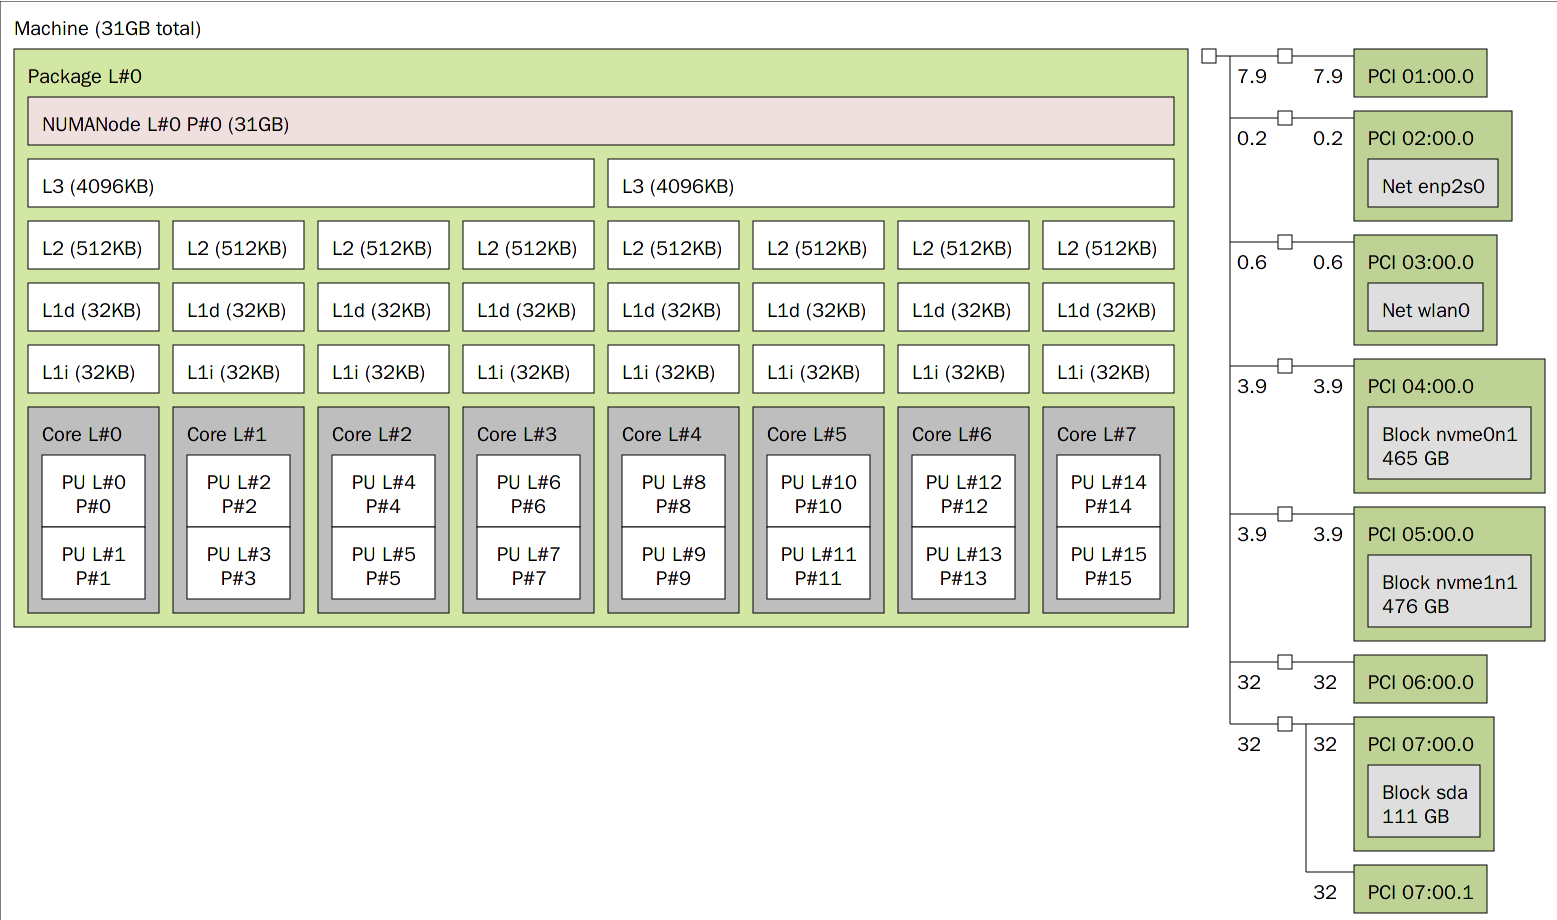 Machine (31GB total)
Package L#0
NUMANode L#0 P#0 (31GB)
L3 (4096KB) L3 (4096KB)
L2 (512KB) L2 (512KB) L2 (512KB) L2 (512KB) L2 (512KB) L2 (512KB) L2 (512KB) L2 (512KB)
L1d (32KB) L1d (32KB) L1d (32KB) L1d (32KB) L1d (32KB) L1d (32KB) L1d (32KB) L1d (32KB)
L1i (32KB) L1i (32KB) L1i (32KB) L1i (32KB) L1i (32KB) L1i (32KB) L1i (32KB) L1i (32KB)
Core L#0 Core L#1 Core L#2 Core L#3 Core L#4 Core L#5 Core L#6 Core L#7
PU L#0 PU L#2 PU L#4 PU L#6 PU L#8 PU L#10 PU L#12 PU L#14
P#0 P#2 P#4 P#6 P#8 P#10 P#12 P#14
PU L#1 PU L#3 PU L#5 PU L#7 PU L#9 PU L#11 PU L#13 PU L#15
P#1 P#3 P#5 P#7 P#9 P#11 P#13 P#15
7.9 7.9 PCI 01:00.0
0.2 0.2 PCI 02:00.0
Net enp2s0
0.6 0.6 PCI 03:00.0
Net wlan0
3.9 3.9 PCI 04:00.0
Block nvme0n1
465 GB
3.9 3.9 PCI 05:00.0
Block nvme1n1
476 GB
32 32 PCI 06:00.0
32 32 PCI 07:00.0
Block sda
111 GB
32 PCI 07:00.1